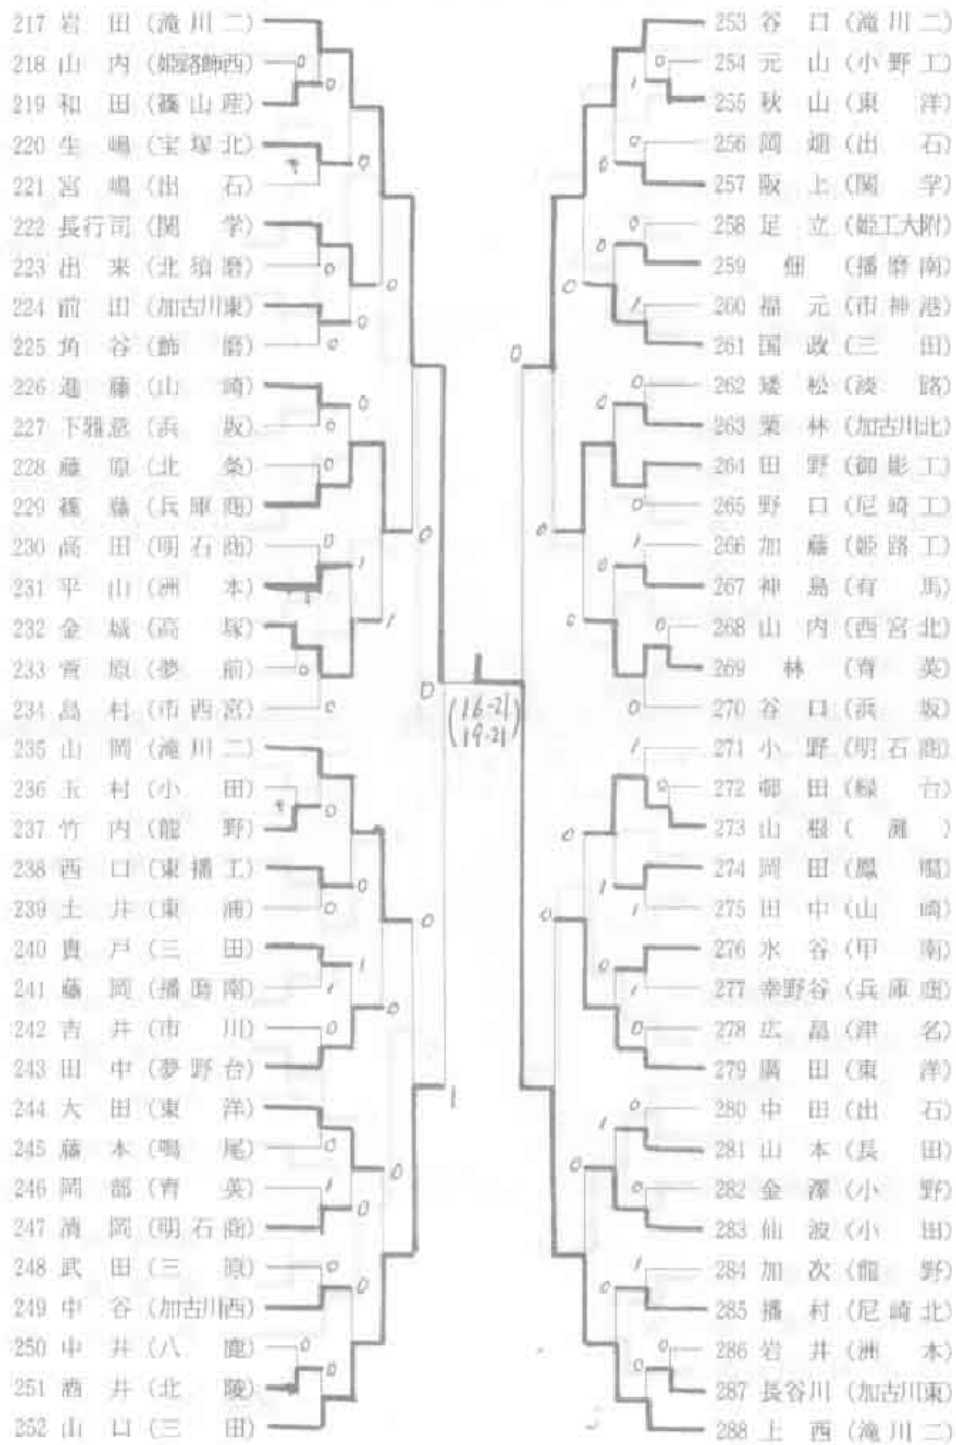 217 岩田 (滝川二)
218 山内 (姫路飾西)
219 和田 (篠山産)
220 生嶋 (宝塚北)
221 宮嶋 (出石)
222 長行司 (関学)
223 出来 (北須磨)
224 前田 (加古川東)
225 角谷 (飾磨)
226 進藤 (山崎)
227 下雅意 (浜坂)
228 藤原 (北条)
229 篠藤 (兵庫商)
230 高田 (明石商)
231 平山 (洲本)
232 金城 (高塚)
233 菅原 (夢前)
234 島村 (市西宮)
235 山岡 (滝川二)
236 玉村 (小田)
237 竹内 (龍野)
238 西口 (東播工)
239 土井 (東浦)
240 貴戸 (三田)
241 藤岡 (播磨南)
242 吉井 (市川)
243 田中 (夢野台)
244 大田 (東洋)
245 藤本 (鳴尾)
246 岡部 (育英)
247 濱岡 (明石商)
248 武田 (三原)
249 中谷 (加古川西)
250 中井 (八鹿)
251 酒井 (北陵)
252 山口 (三田)
(16-21
19-21)
253 谷口 (滝川二)
254 元山 (小野工)
255 秋山 (東洋)
256 岡畑 (出石)
257 阪上 (関学)
258 足立 (姫工大附)
259 畑 (播磨南)
260 福元 (市神港)
261 国政 (三田)
262 矮松 (淡路)
263 栗林 (加古川北)
264 田野 (御影工)
265 野口 (尼崎工)
266 加藤 (姫路工)
267 神島 (有馬)
268 山内 (西宮北)
269 林 (育英)
270 谷口 (浜坂)
271 小野 (明石商)
272 郷田 (緑台)
273 山根 (灘)
274 岡田 (鳳鳴)
275 田中 (山崎)
276 水谷 (甲南)
277 幸野谷 (兵庫商)
278 広畠 (津名)
279 廣田 (東洋)
280 中田 (出石)
281 山本 (長田)
282 金澤 (小野)
283 仙波 (小田)
284 加次 (龍野)
285 播村 (尼崎北)
286 岩井 (洲本)
287 長谷川 (加古川東)
288 上西 (滝川二)